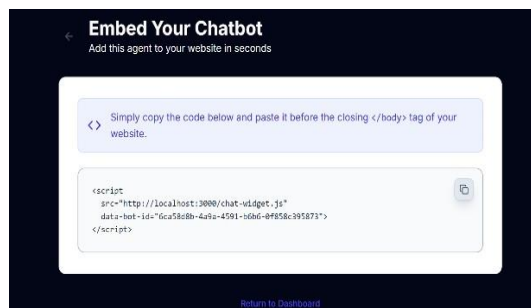 Embed Your Chatbot
Add this agent to your website in seconds
Simply copy the code below and paste it before the closing </body> tag of your
website.
<script
src="http://localhost:3000/chat-widget.js"
data-bot-id="6ca58d8b-4a9a-4591-b6b6-0f858c395873">
</script>
Return to Dashboard